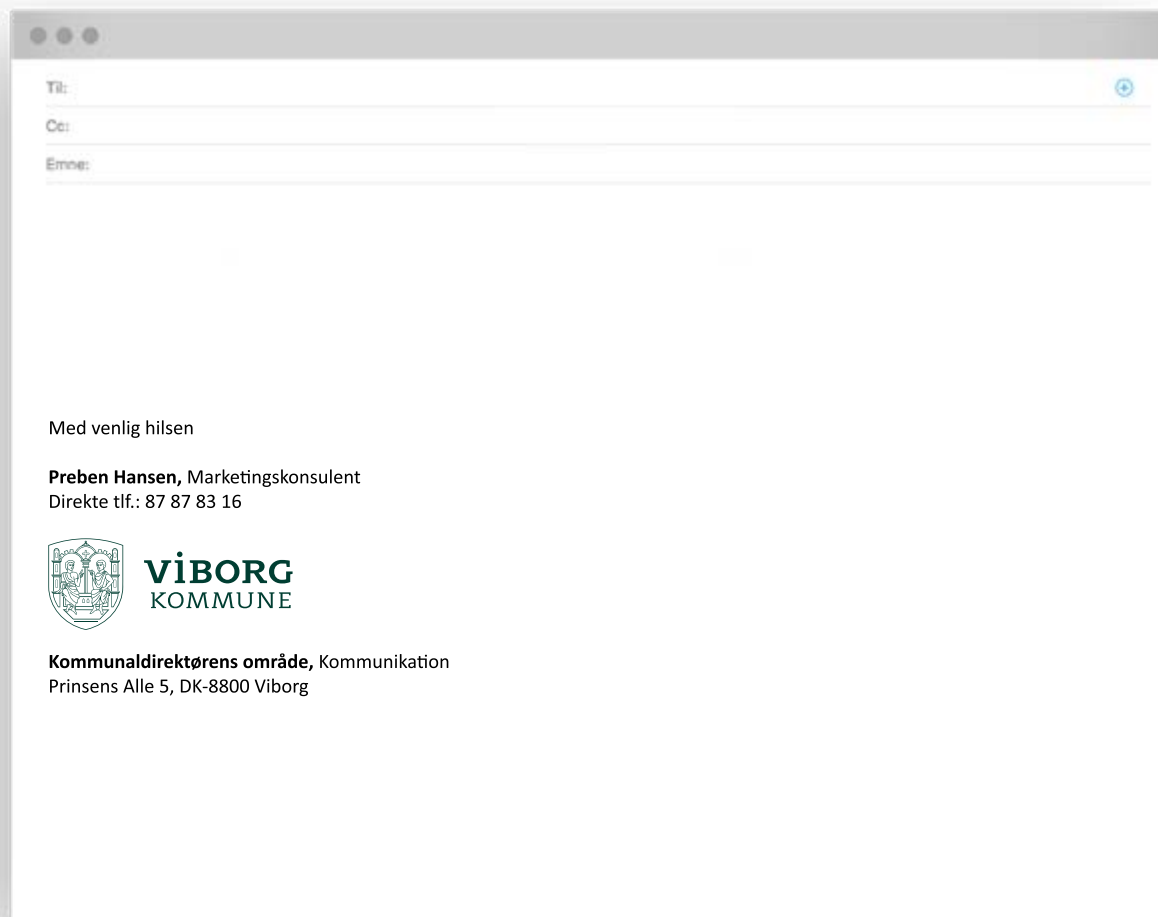 Til:
Cc:
Emne:
Med venlig hilsen
Preben Hansen, Marketingskonsulent
Direkte tlf.: 87 87 83 16
VIBORG
KOMMUNE
Kommunaldirektørens område, Kommunikation
Prinsens Alle 5, DK-8800 Viborg